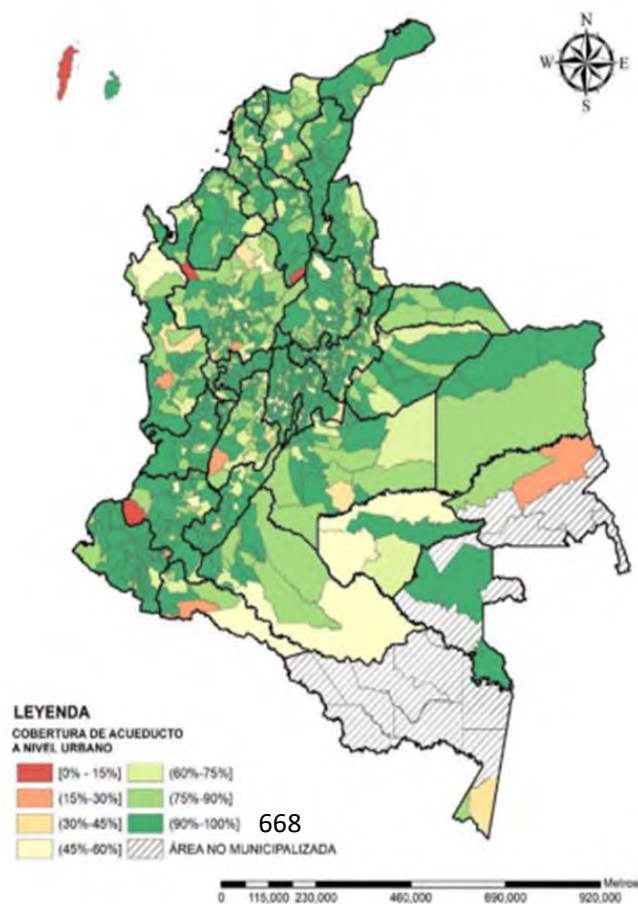 N
W E
S
LEYENDA
COBERTURA DE ACUEDUCTO
A NIVEL URBANO
[0% - 15%] (60%-75%]
(15%-30%] (75%-90%]
(30%-45%] (90%-100%] 668
(45%-60%] ÁREA NO MUNICIPALIZADA
Metros
0 115,000 230,000 460,000 690,000 920,000